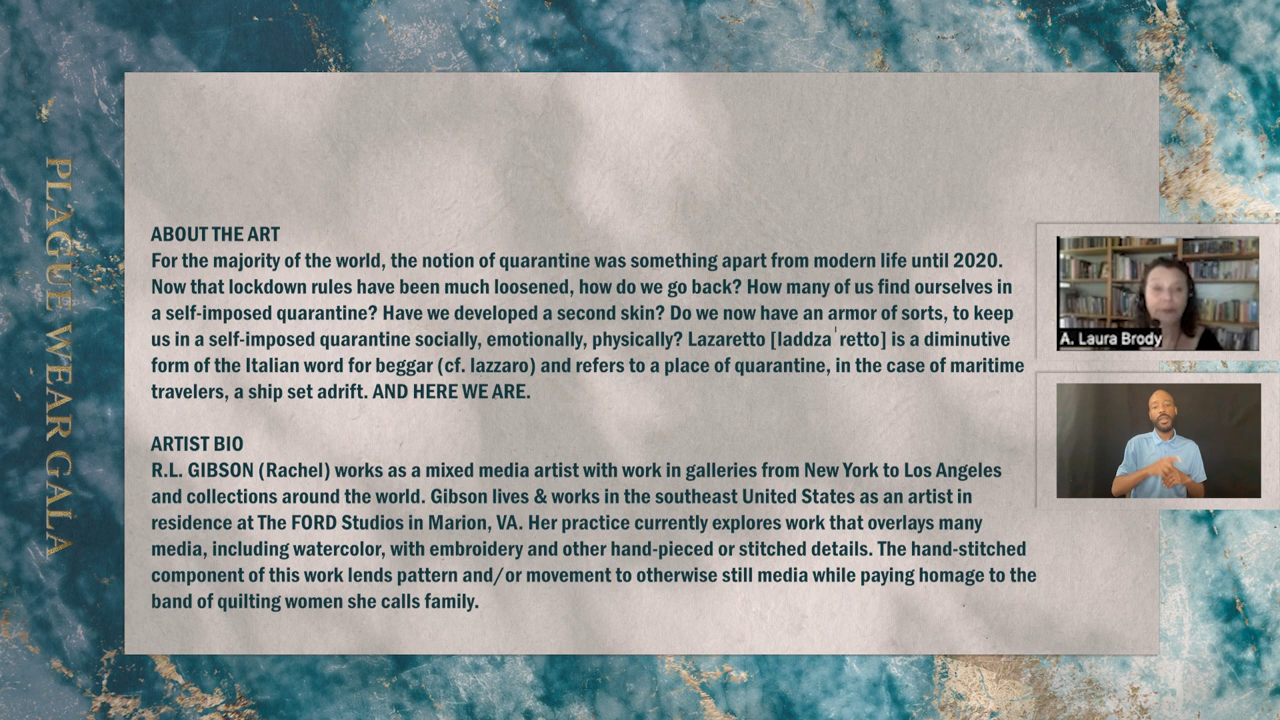 PLAGUE WEAR GALA
ABOUT THE ART
For the majority of the world, the notion of quarantine was something apart from modern life until 2020.
Now that lockdown rules have been much loosened, how do we go back? How many of us find ourselves in
a self-imposed quarantine? Have we developed a second skin? Do we now have an armor of sorts, to keep
us in a self-imposed quarantine socially, emotionally, physically? Lazaretto [laddzaˈretto] is a diminutive
form of the Italian word for beggar (cf. lazzaro) and refers to a place of quarantine, in the case of maritime
travelers, a ship set adrift. AND HERE WE ARE.
ARTIST BIO
R.L. GIBSON (Rachel) works as a mixed media artist with work in galleries from New York to Los Angeles
and collections around the world. Gibson lives & works in the southeast United States as an artist in
residence at The FORD Studios in Marion, VA. Her practice currently explores work that overlays many
media, including watercolor, with embroidery and other hand-pieced or stitched details. The hand-stitched
component of this work lends pattern and/or movement to otherwise still media while paying homage to the
band of quilting women she calls family.
A. Laura Brody